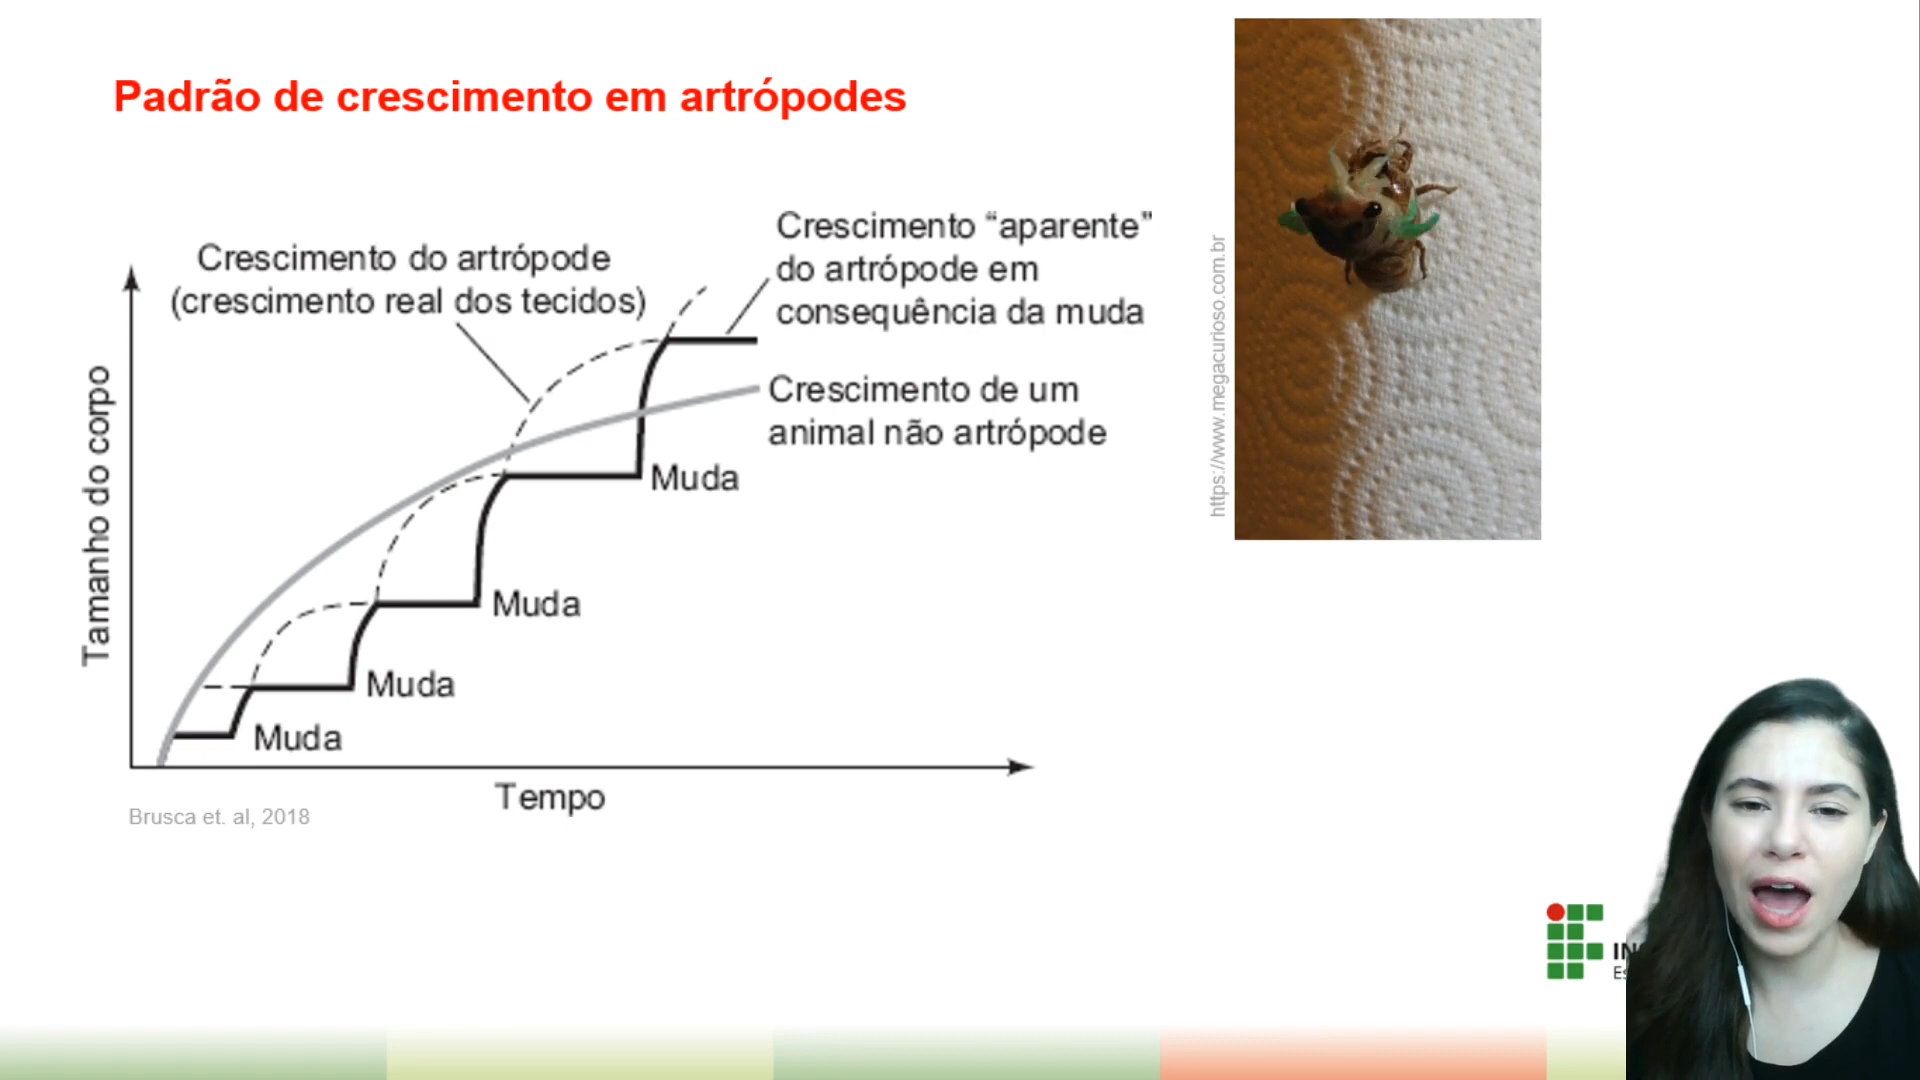 Padrão de crescimento em artrópodes
Crescimento do artrópode
(crescimento real dos tecidos)
Crescimento “aparente”
do artrópode em
consequência da muda
Crescimento de um
animal não artrópode
Muda
Muda
Muda
Muda
Tamanho do corpo
Tempo
Brusca et. al, 2018
https://www.megacurioso.com.br